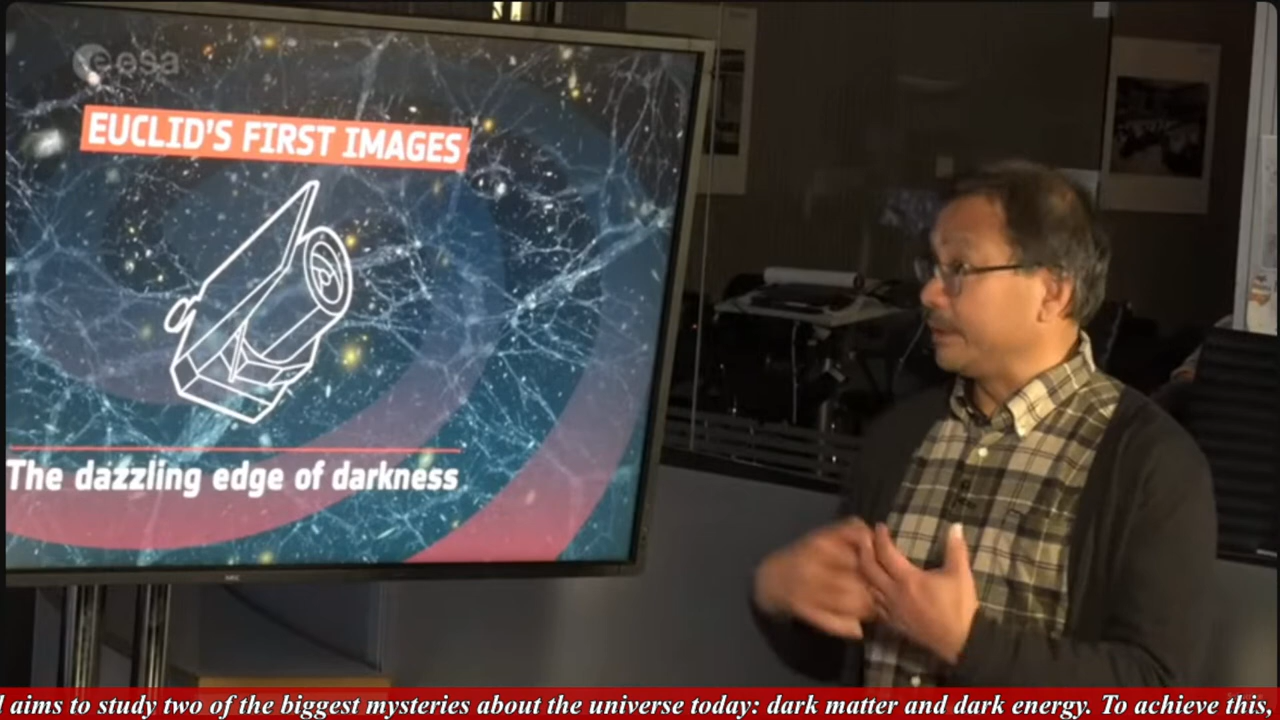 esa
EUCLID'S FIRST IMAGES
The dazzling edge of darkness
NEC
aims to study two of the biggest mysteries about the universe today: dark matter and dark energy. To achieve this,